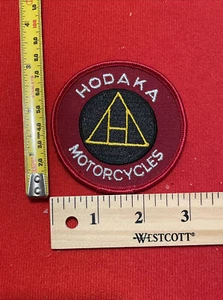 HODAKA
H
MOTORCYCLES
1 2 3
WESTCOTT